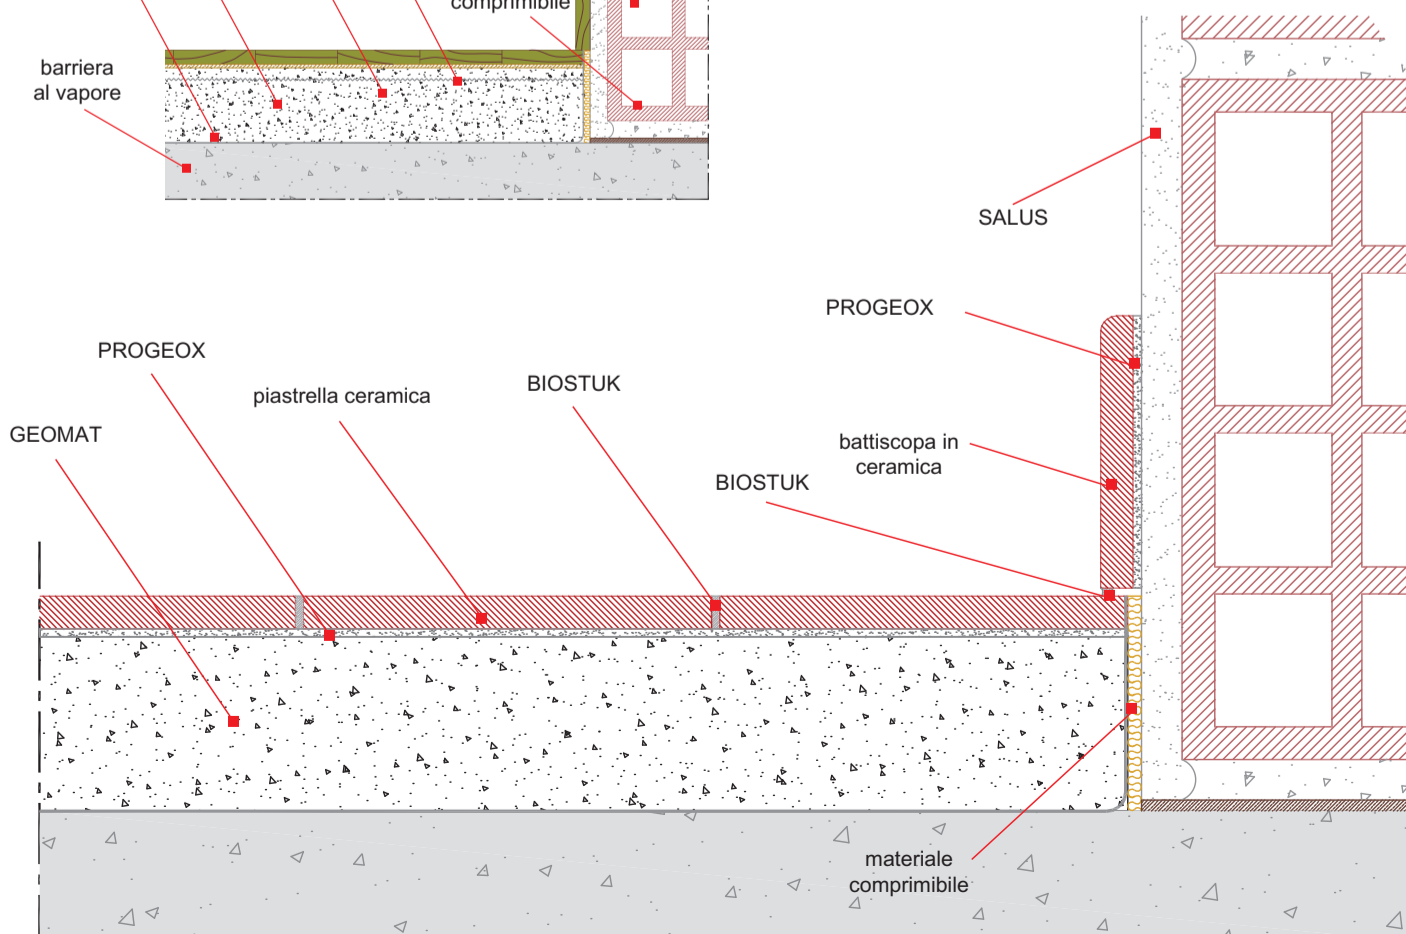 comprimibile
barriera
al vapore
SALUS
PROGEOX
PROGEOX
piastrella ceramica
BIOSTUK
GEOMAT
battiscopa in
ceramica
BIOSTUK
materiale
comprimibile